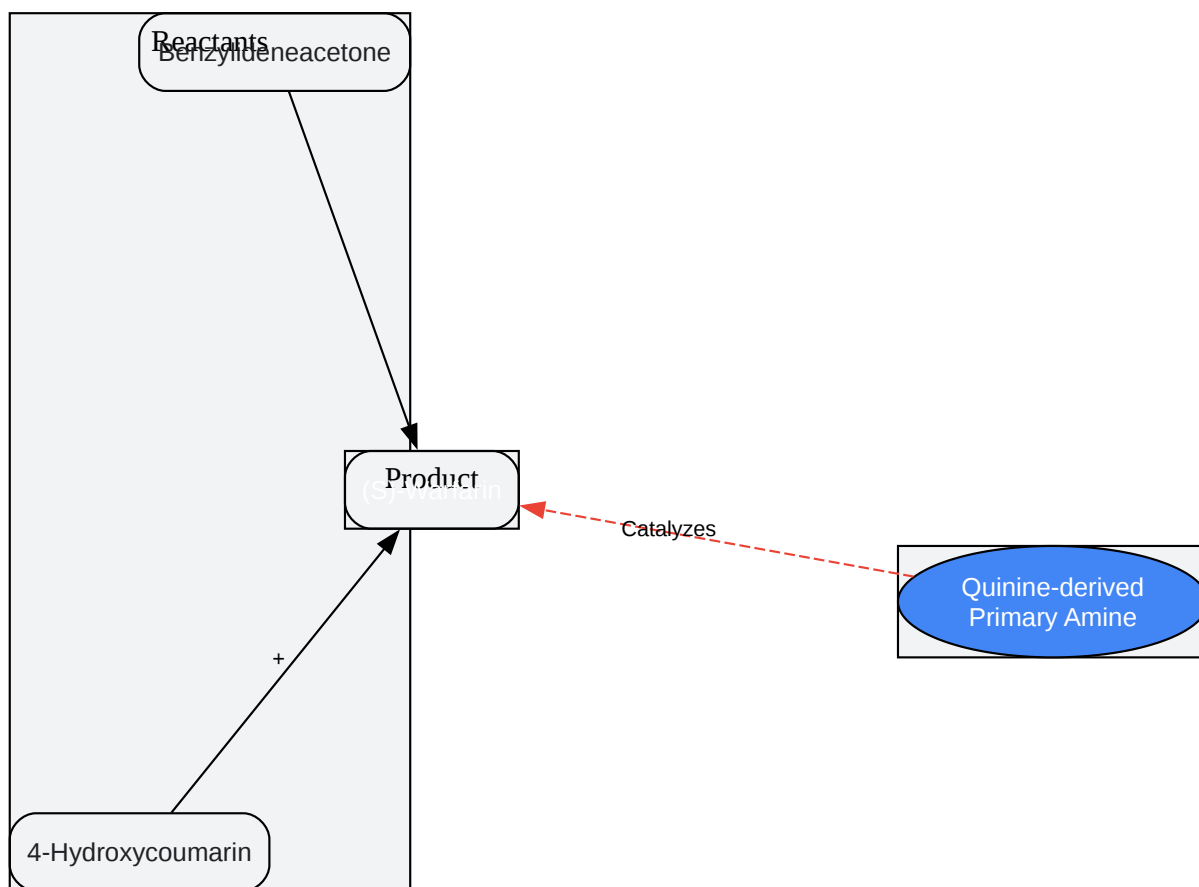 Reactants
Benzylideneacetone
Product
(S)-Warfarin
Catalyzes
Quinine-derived
Primary Amine
+
4-Hydroxycoumarin